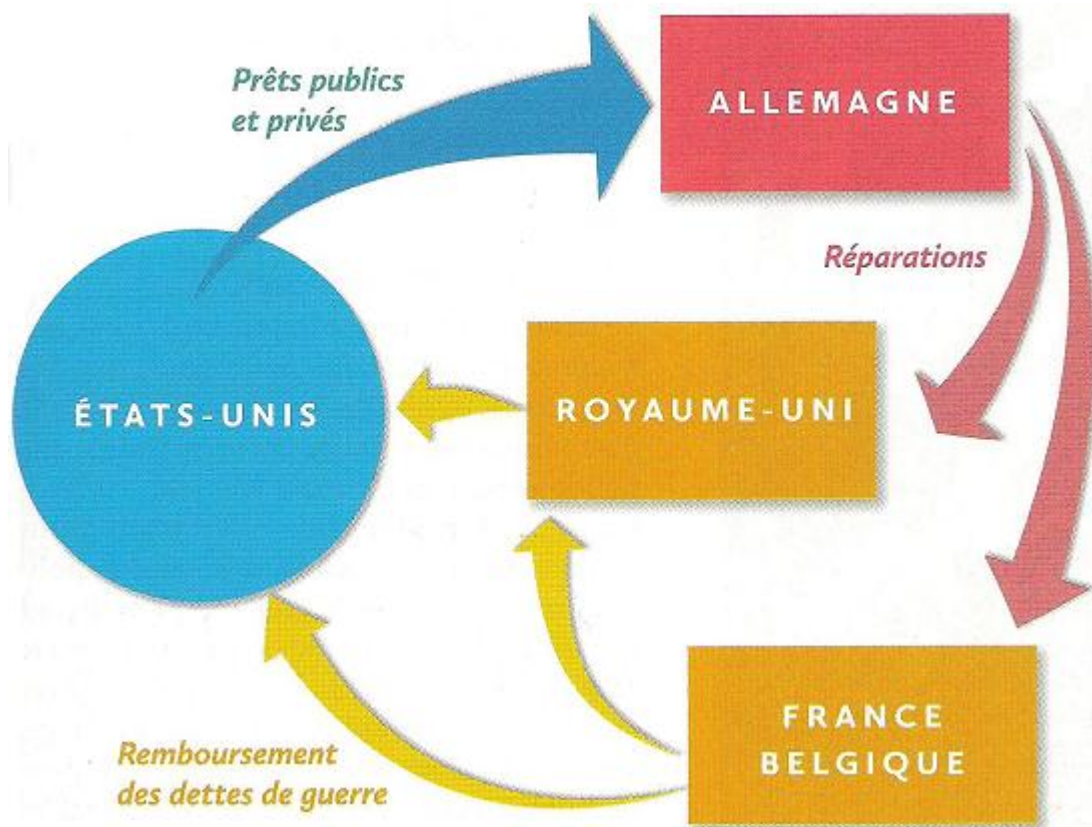 Prêts publics
et privés
ALLEMAGNE
Réparations
ÉTATS-UNIS
ROYAUME-UNI
FRANCE
BELGIQUE
Remboursement
des dettes de guerre